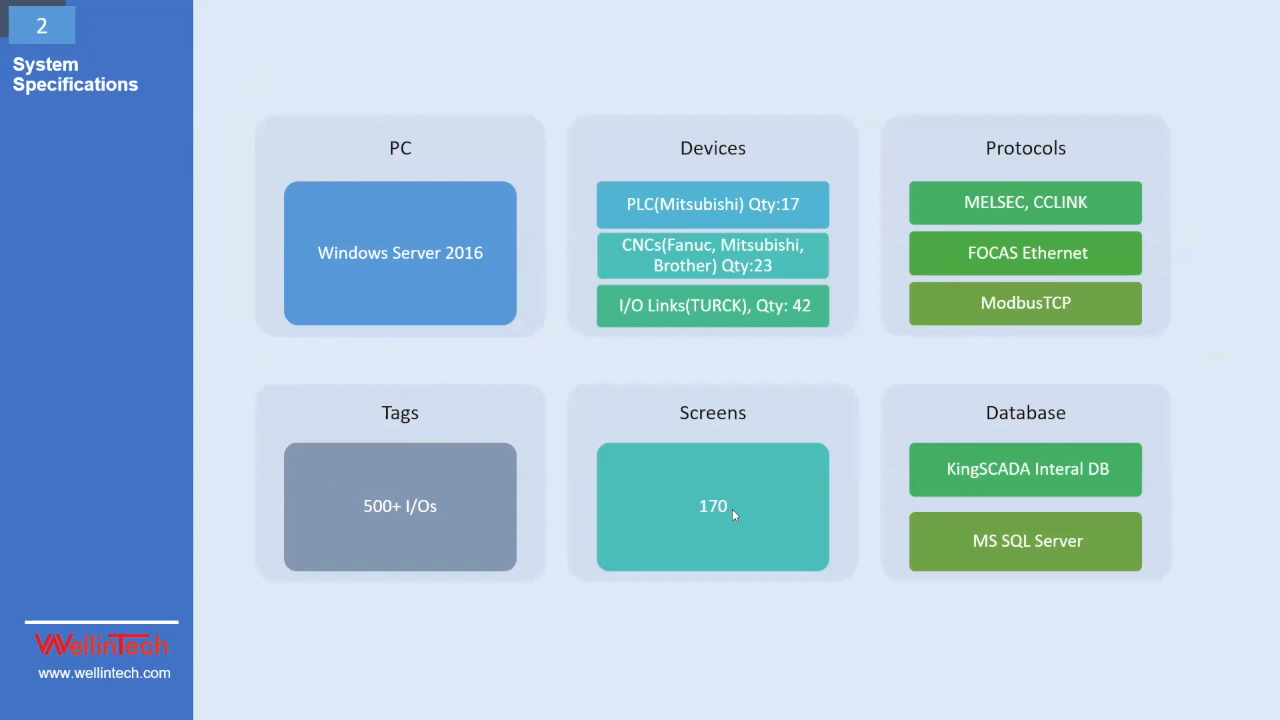 2
System
Specifications
PC
Windows Server 2016
Devices
PLC(Mitsubishi) Qty:17
CNCs(Fanuc, Mitsubishi,
Brother) Qty:23
I/O Links(TURCK), Qty: 42
Protocols
MELSEC, CCLINK
FOCAS Ethernet
ModbusTCP
Tags
500+ I/Os
Screens
170
Database
KingSCADA Interal DB
MS SQL Server
WellinTech
www.wellintech.com